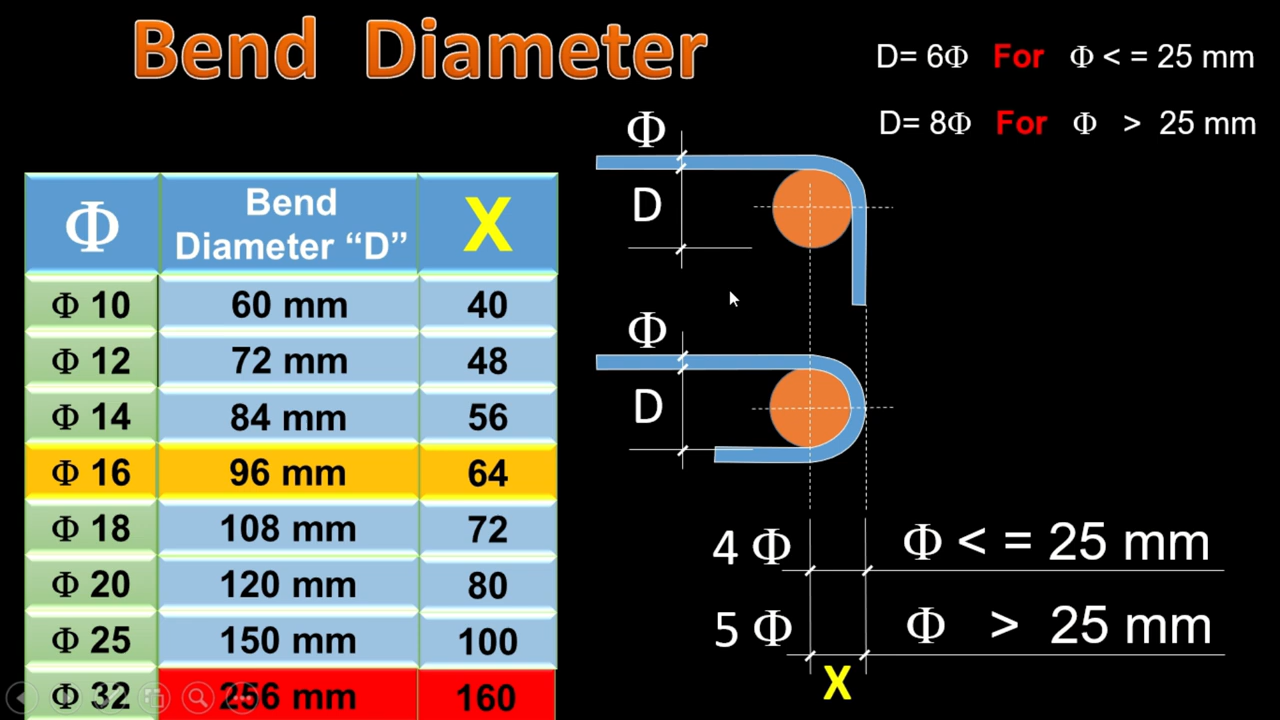 Bend Diameter
D= 6Φ For Φ < = 25 mm
D= 8Φ For Φ > 25 mm
Φ Bend Diameter “D” X
Φ 10 60 mm 40
Φ 12 72 mm 48
Φ 14 84 mm 56
Φ 16 96 mm 64
Φ 18 108 mm 72
Φ 20 120 mm 80
Φ 25 150 mm 100
Φ 32 256 mm 160
Φ
D
Φ
D
4 Φ Φ < = 25 mm
5 Φ Φ > 25 mm
X